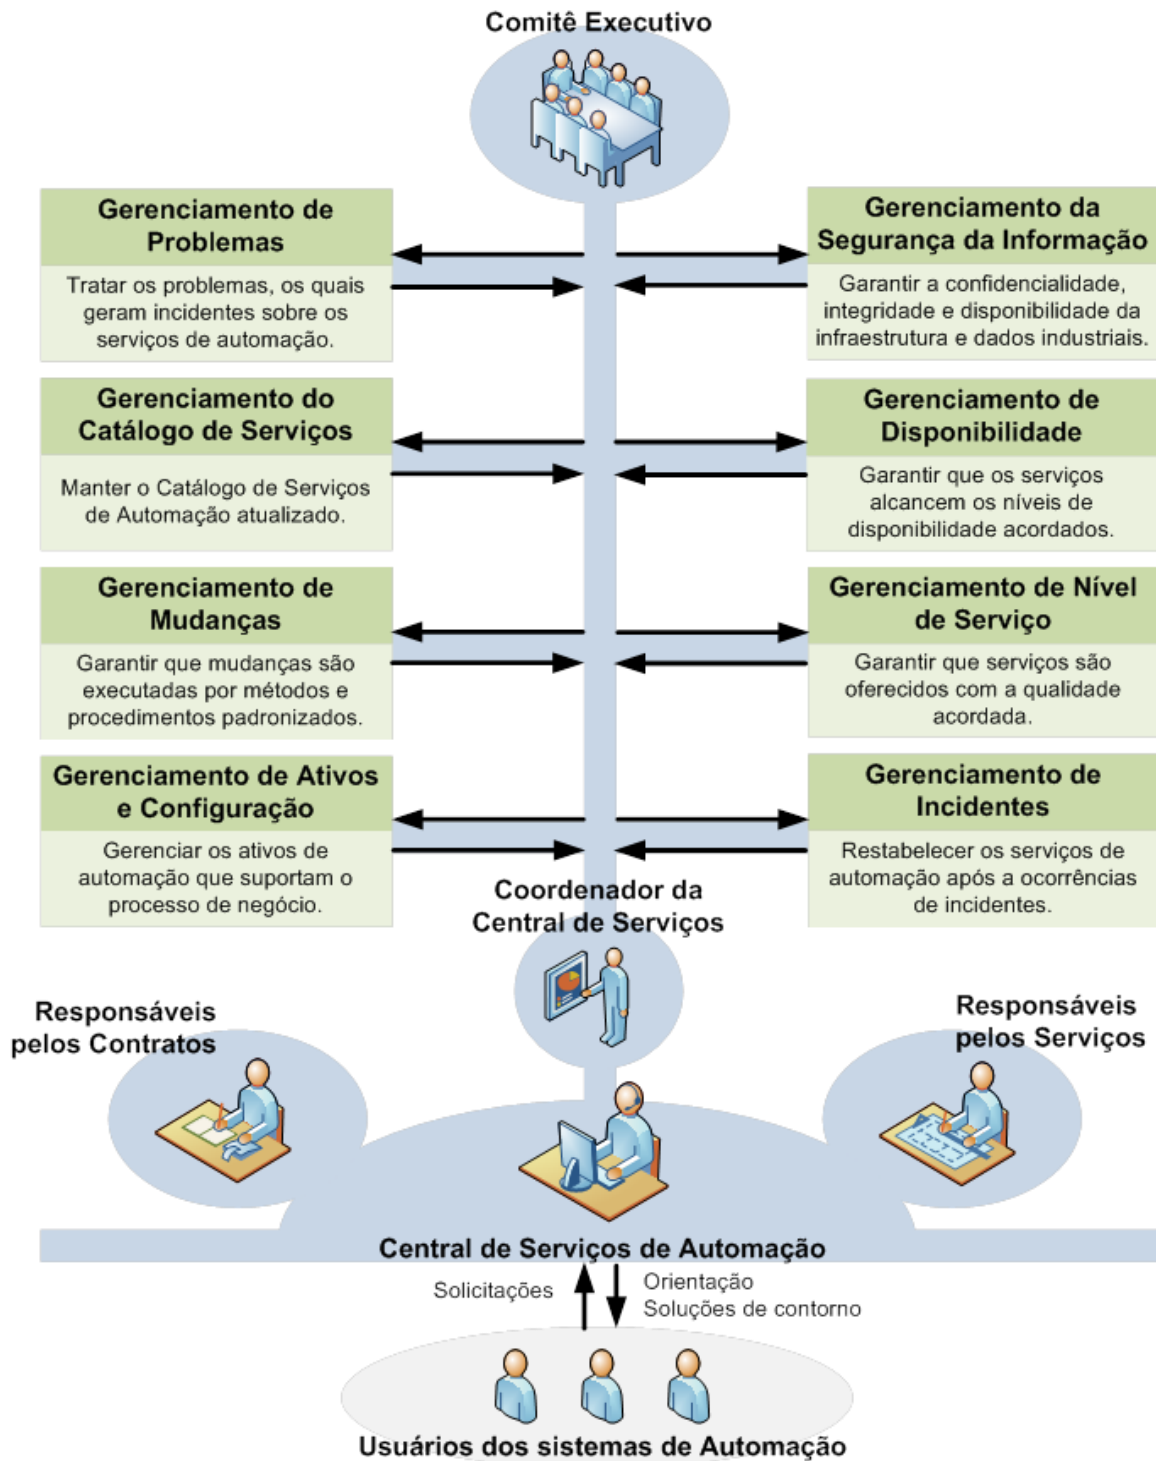 Comitê Executivo
Gerenciamento de
Problemas
Tratar os problemas, os quais
geram incidentes sobre os
serviços de automação.
Gerenciamento da
Segurança da Informação
Garantir a confidencialidade,
integridade e disponibilidade da
infraestrutura e dados industriais.
Gerenciamento do
Catálogo de Serviços
Manter o Catálogo de Serviços
de Automação atualizado.
Gerenciamento de
Disponibilidade
Garantir que os serviços
alcancem os níveis de
disponibilidade acordados.
Gerenciamento de
Mudanças
Garantir que mudanças são
executadas por métodos e
procedimentos padronizados.
Gerenciamento de Nível
de Serviço
Garantir que serviços são
oferecidos com a qualidade
acordada.
Gerenciamento de Ativos
e Configuração
Gerenciar os ativos de
automação que suportam o
processo de negócio.
Gerenciamento de
Incidentes
Restabelecer os serviços de
automação após a ocorrências
de incidentes.
Coordenador da
Central de Serviços
Responsáveis
pelos Contratos
Responsáveis
pelos Serviços
Central de Serviços de Automação
Solicitações
Orientação
Soluções de contorno
Usuários dos sistemas de Automação